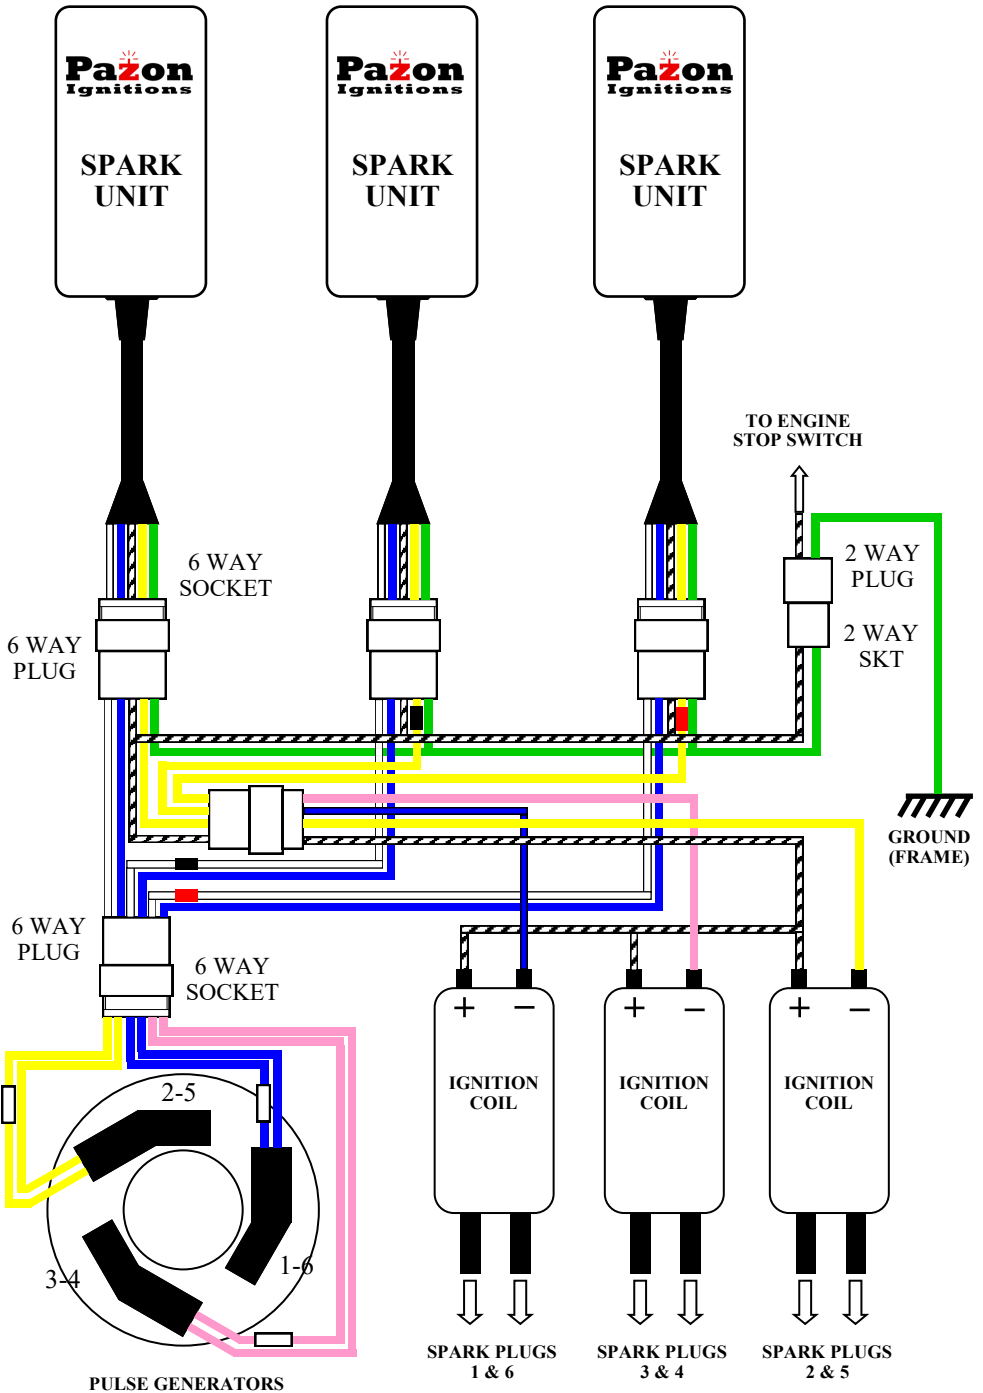 Pazon
Ignitions
SPARK
UNIT
Pazon
Ignitions
SPARK
UNIT
Pazon
Ignitions
SPARK
UNIT
TO ENGINE
STOP SWITCH
6 WAY
SOCKET
2 WAY
PLUG
6 WAY
PLUG
2 WAY
SKT
GROUND
(FRAME)
6 WAY
PLUG
6 WAY
SOCKET
+ −
IGNITION
COIL
+ −
IGNITION
COIL
+ −
IGNITION
COIL
2-5
1-6
3-4
SPARK PLUGS
1 & 6
SPARK PLUGS
3 & 4
SPARK PLUGS
2 & 5
PULSE GENERATORS